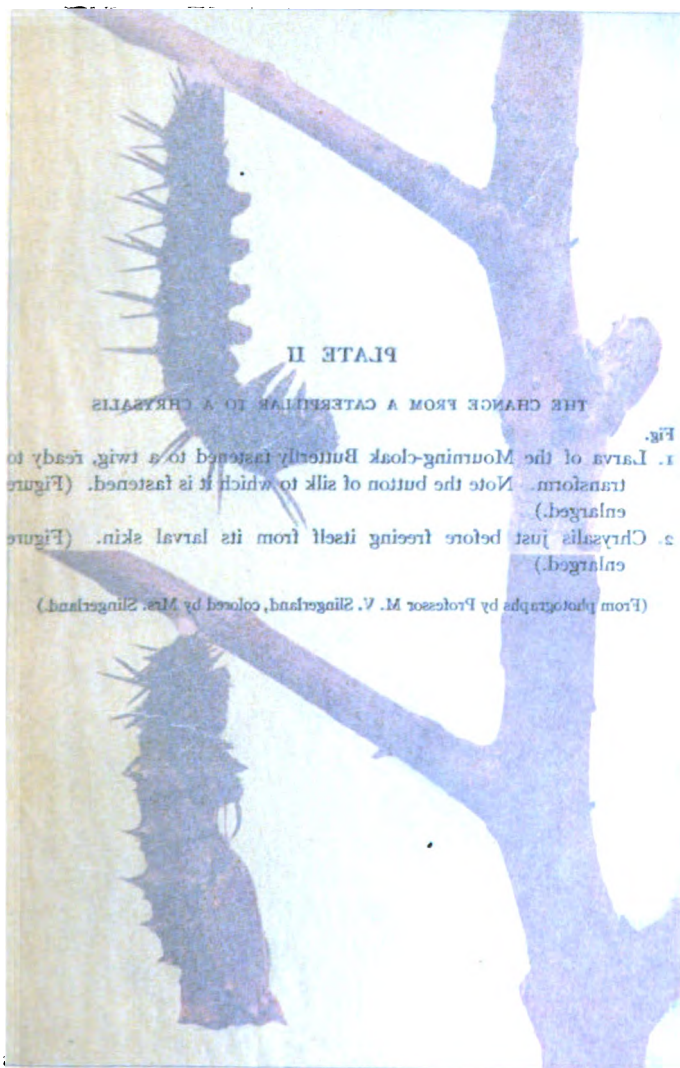 PLATE II
THE CHANGE FROM A CATERPILLAR TO A CHRYSALIS
Fig.
1. Larva of the Mourning-cloak Butterfly fastened to a twig, ready to
transform. Note the button of silk to which it is fastened. (Figure
enlarged.)
2. Chrysalis just before freeing itself from its larval skin. (Figure
enlarged.)
(From photographs by Professor M. V. Slingerland, colored by Mrs. Slingerland.)